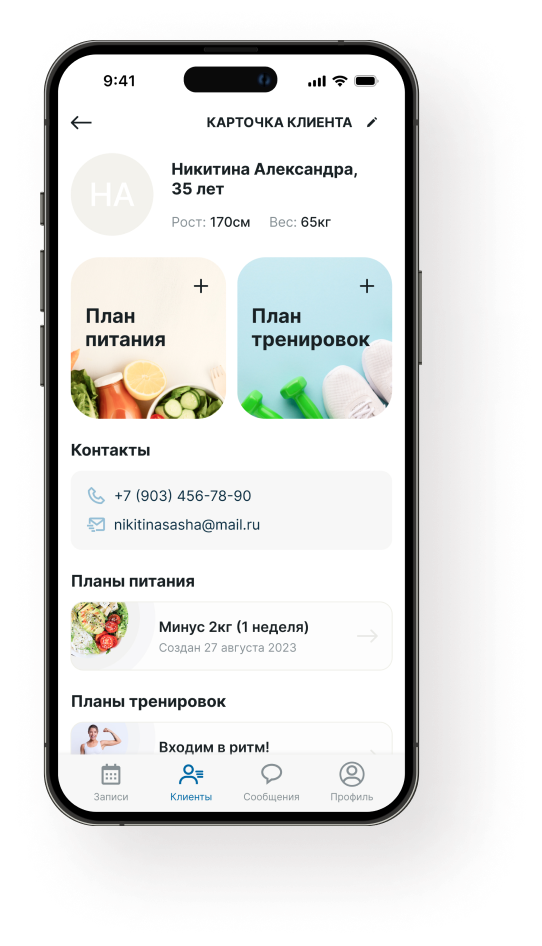 9:41
КАРТОЧКА КЛИЕНТА
НА
Никитина Александра,
35 лет
Рост: 170см Вес: 65кг
План
питания
План
тренировок
Контакты
+7 (903) 456-78-90
nikitinasasha@mail.ru
Планы питания
Минус 2кг (1 неделя)
Создан 27 августа 2023
Планы тренировок
Входим в ритм!
Записи Клиенты Сообщения Профиль